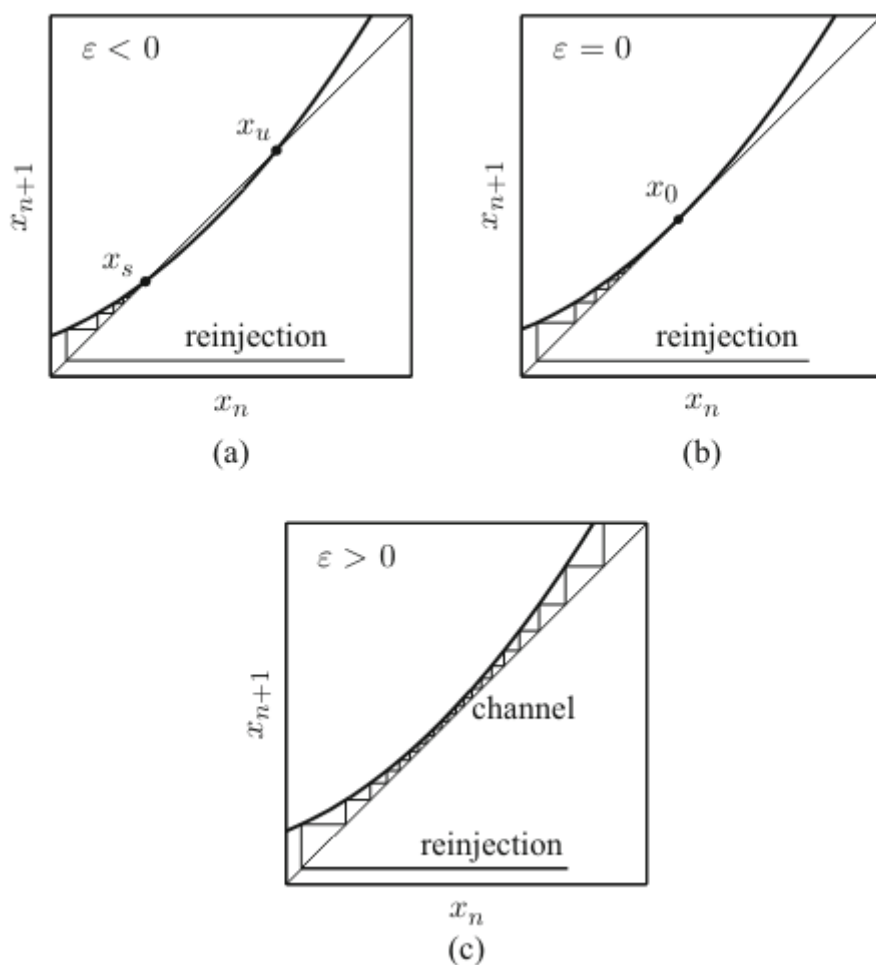 ε < 0
x_u
x_s
reinjection
x_{n+1}
x_n
(a)
ε = 0
x_0
reinjection
x_{n+1}
x_n
(b)
ε > 0
channel
reinjection
x_{n+1}
x_n
(c)